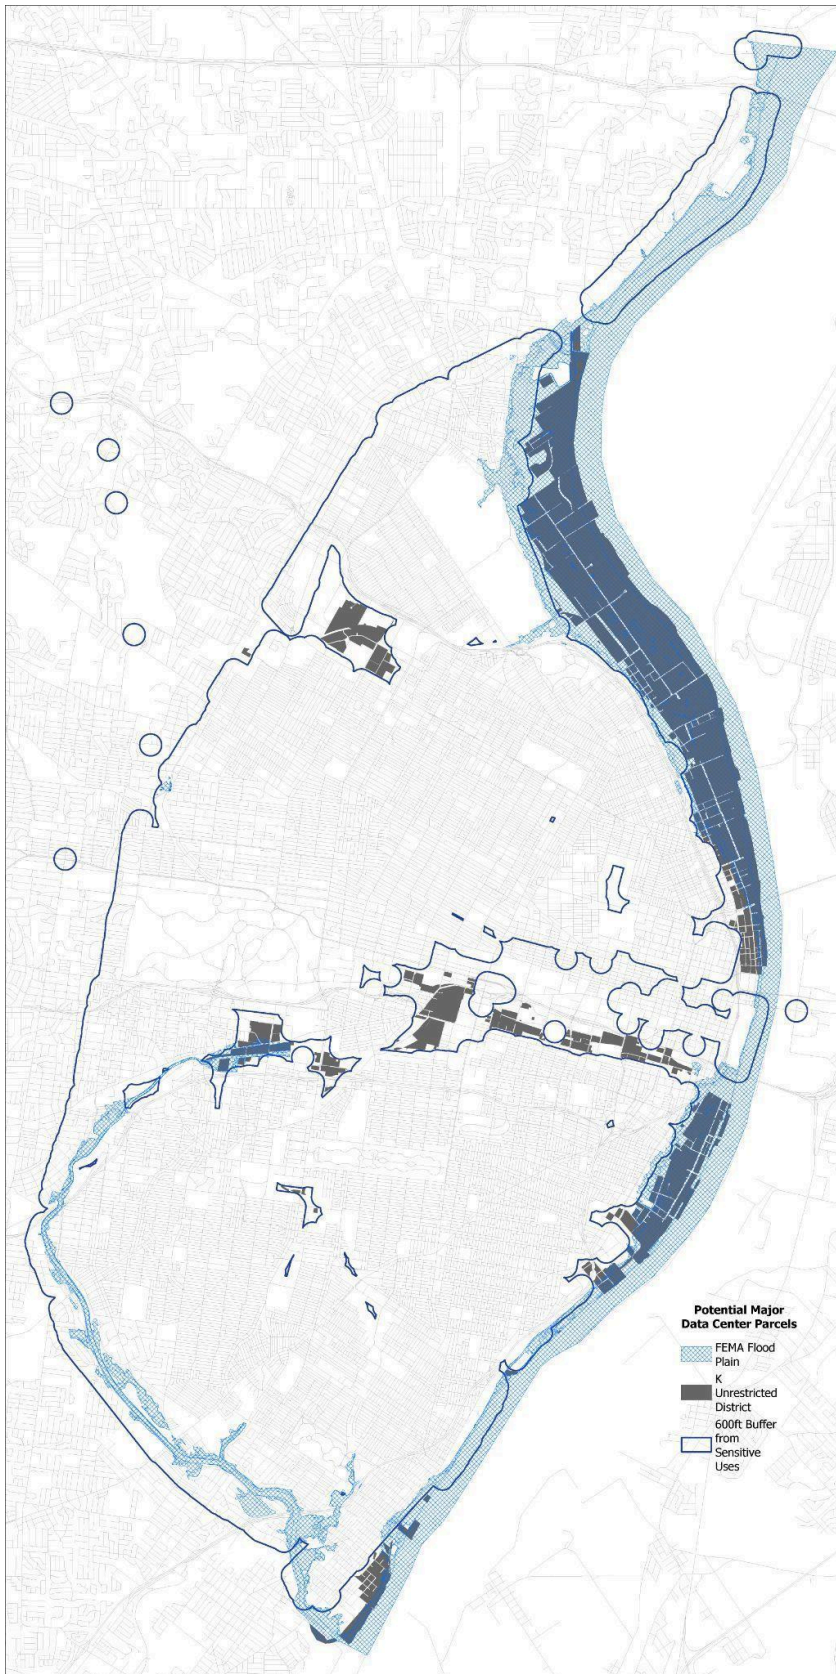 Potential Major
Data Center Parcels
FEMA Flood
Plain
K
Unrestricted
District
600ft Buffer
from
Sensitive
Uses